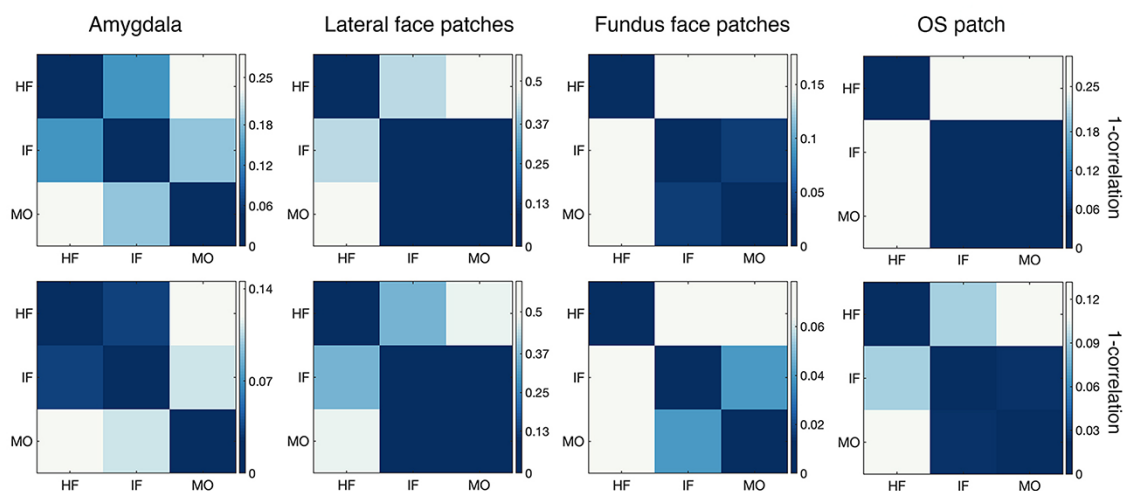 Amygdala
Lateral face patches
Fundus face patches
OS patch
HF
IF
MO
0.25
0.18
0.12
0.06
0
HF IF MO
HF
IF
MO
0.5
0.37
0.25
0.13
0
HF IF MO
HF
IF
MO
0.15
0.1
0.05
0
HF IF MO
HF
IF
MO
0.25
0.18
0.12
0.06
0
1-correlation
HF IF MO
HF
IF
MO
0.14
0.07
0
HF IF MO
HF
IF
MO
0.5
0.37
0.25
0.13
0
HF IF MO
HF
IF
MO
0.06
0.04
0.02
0
HF IF MO
HF
IF
MO
0.12
0.09
0.06
0.03
0
1-correlation
HF IF MO